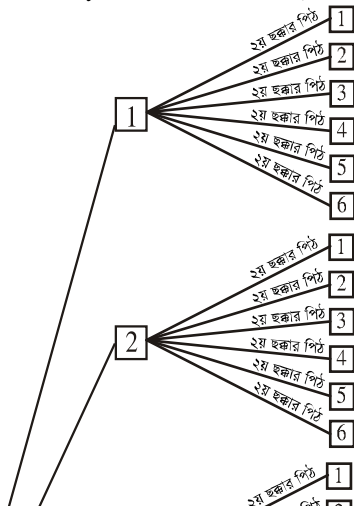 ২য় ছক্কার পিঠ 1
২য় ছক্কার পিঠ 2
২য় ছক্কার পিঠ 3
1
২য় ছক্কার পিঠ 4
২য় ছক্কার পিঠ 5
২য় ছক্কার পিঠ 6
২য় ছক্কার পিঠ 1
২য় ছক্কার পিঠ 2
২য় ছক্কার পিঠ 3
2
২য় ছক্কার পিঠ 4
২য় ছক্কার পিঠ 5
২য় ছক্কার পিঠ 6
২য় ছক্কার পিঠ 1